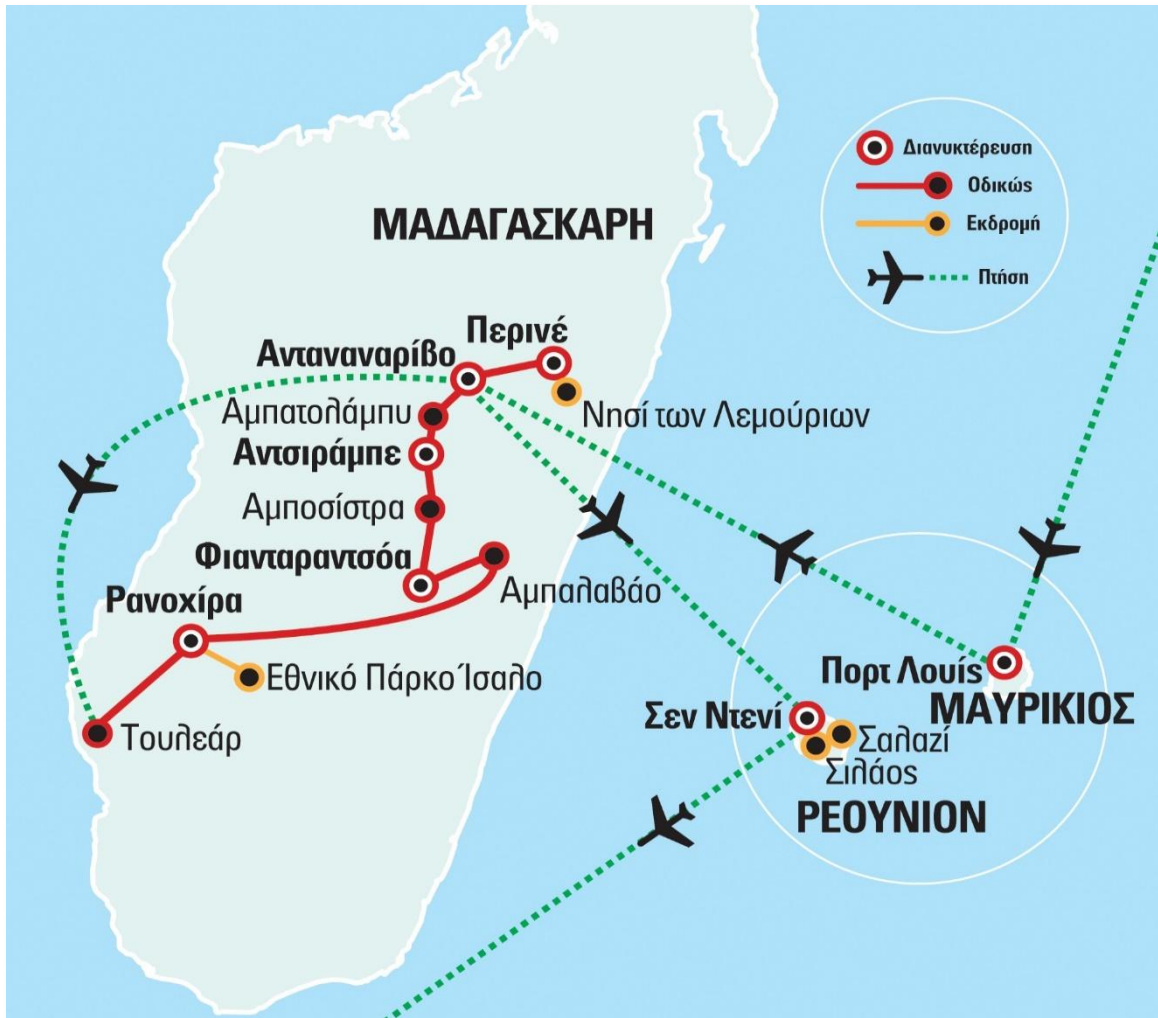 Διανυκτέρευση
Οδικώς
Εκδρομή
Πτήση
ΜΑΔΑΓΑΣΚΑΡΗ
Περινέ
Ανταναναρίβο
Αμπατολάμπυ
Νησί των Λεμούριων
Αντσιράμπε
Αμποσίστρα
Φιανταραντσόα
Αμπαλαβάο
Ρανοχίρα
Εθνικό Πάρκο Ίσαλο
Τουλεάρ
Πορτ Λουίς
ΜΑΥΡΙΚΙΟΣ
Σεν Ντενί
Σαλαζί
Σιλάος
ΡΕΟΥΝΙΟΝ